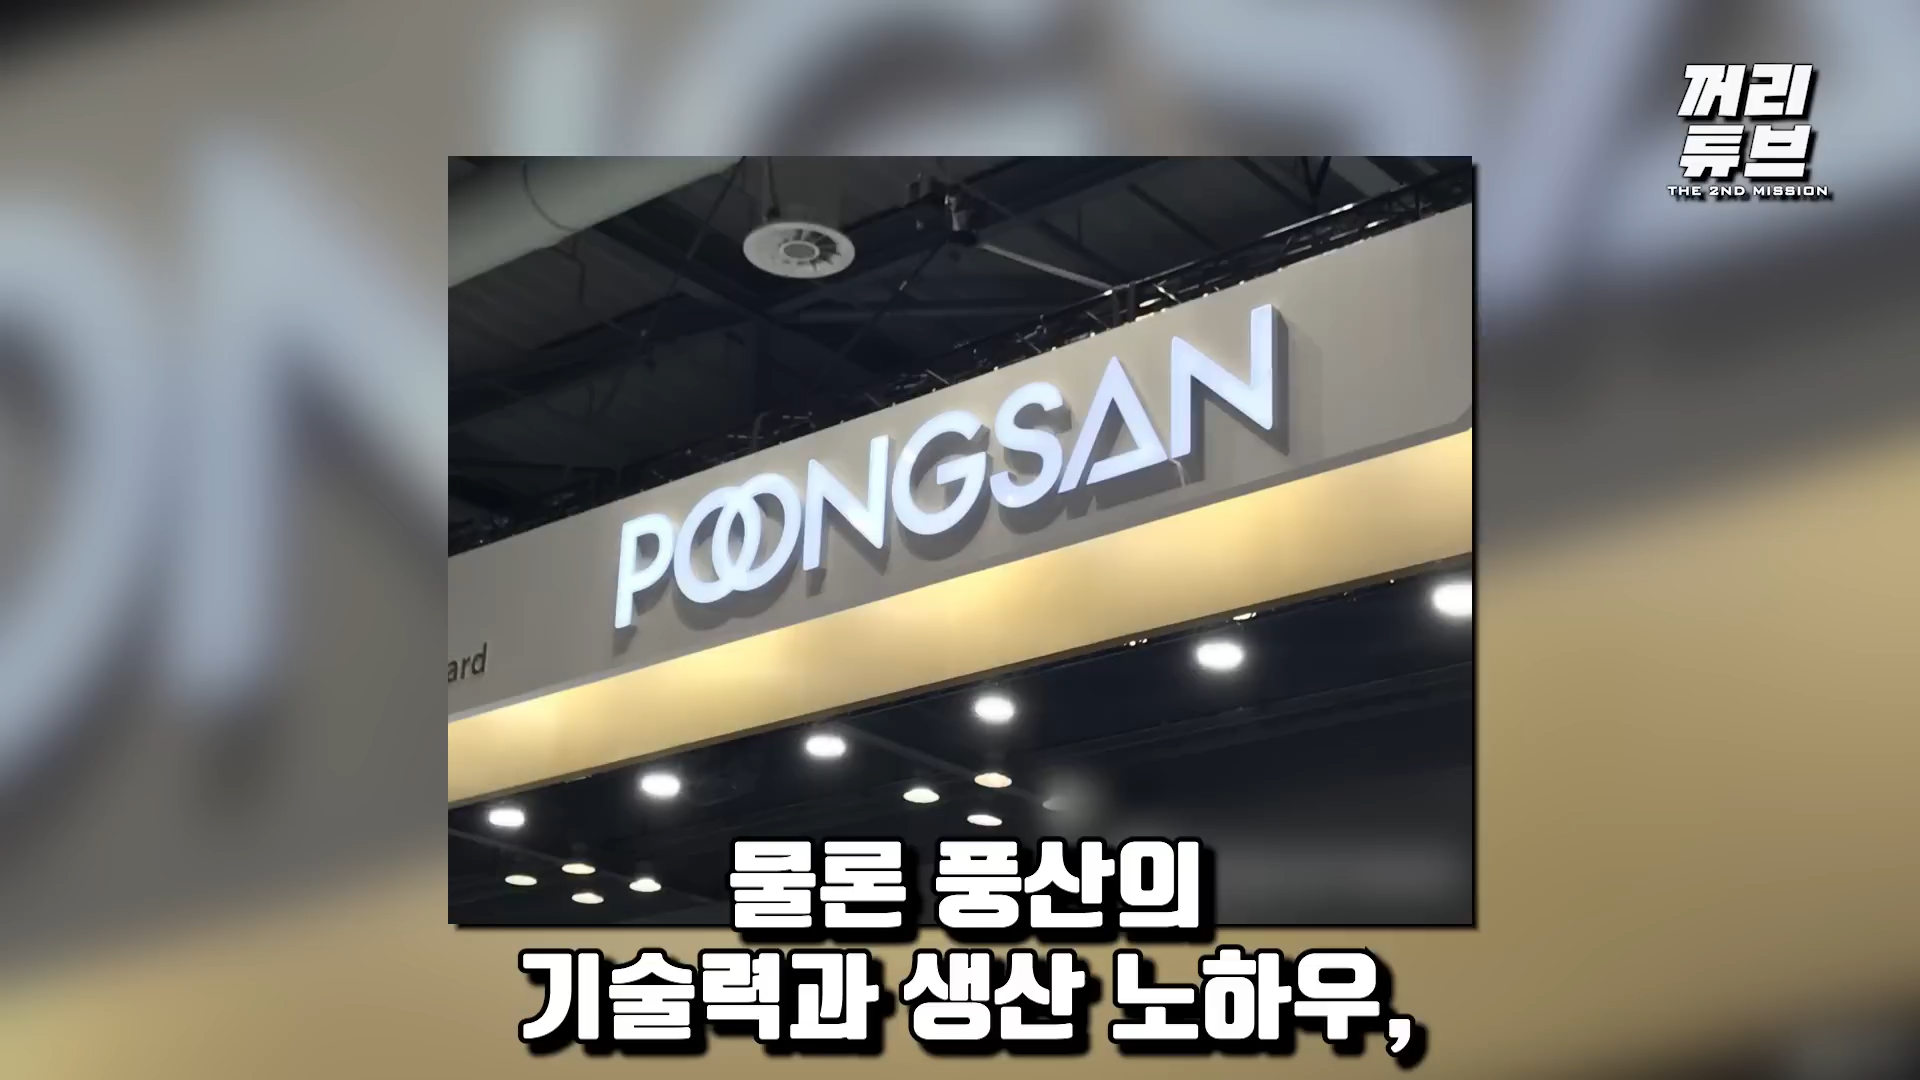 꺼리
튜브
THE 2ND MISSION
POONGSAN
ard
물론 풍산의
기술력과 생산 노하우,